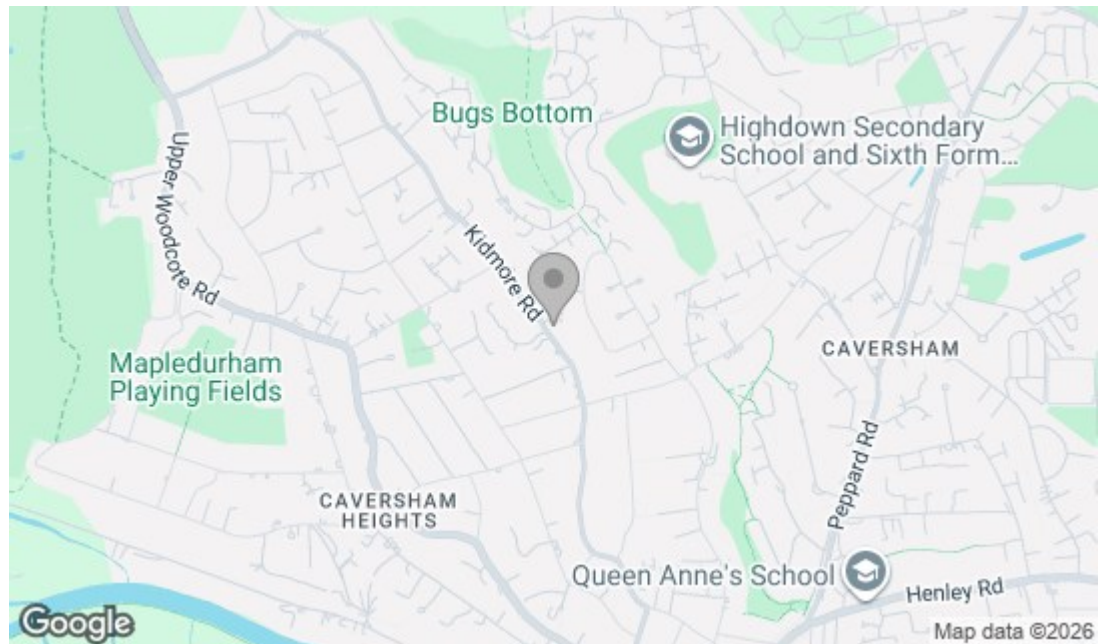 Bugs Bottom
Highdown Secondary
School and Sixth Form...
Upper Woodcote Rd
Kidmore Rd
Mapledurham
Playing Fields
CAVERSHAM
CAVERSHAM
HEIGHTS
Peppard Rd
Queen Anne's School
Henley Rd
Google
Map data ©2026